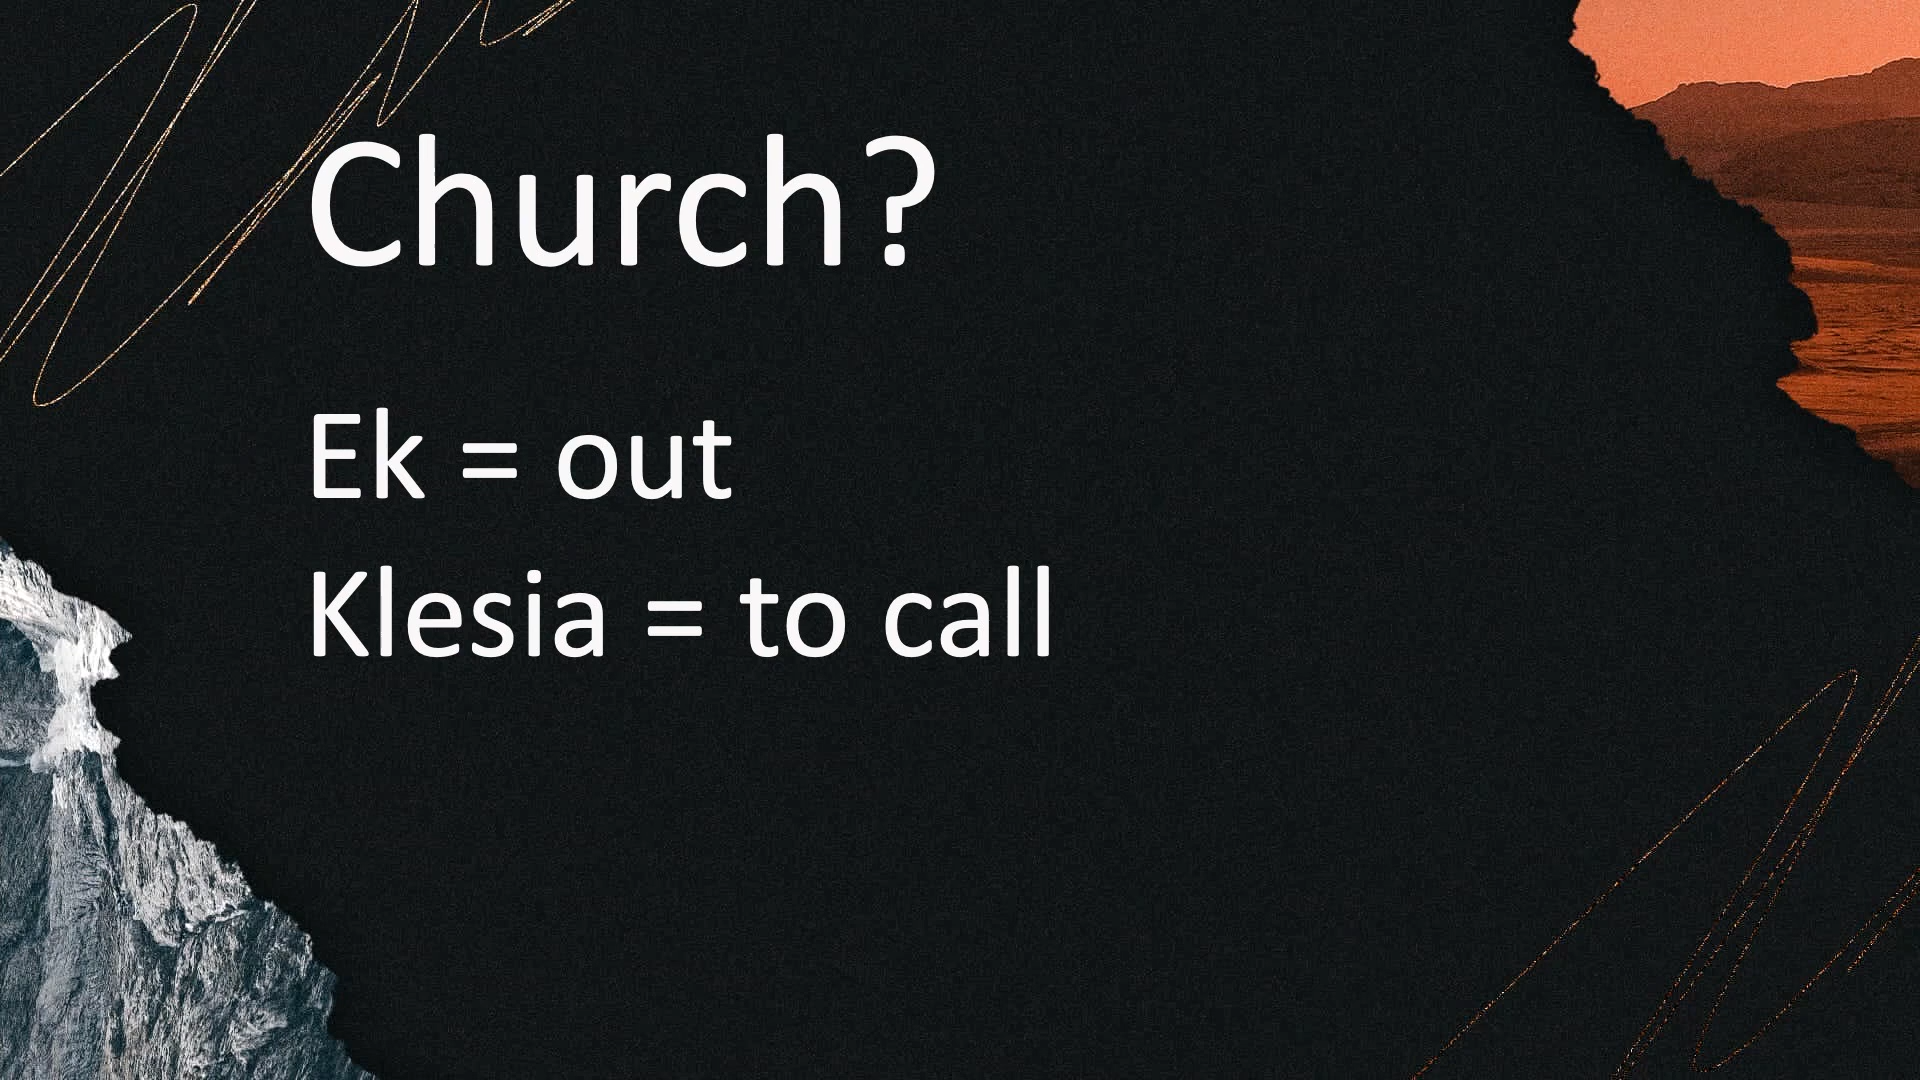 Church?
Ek = out
Klesia = to call